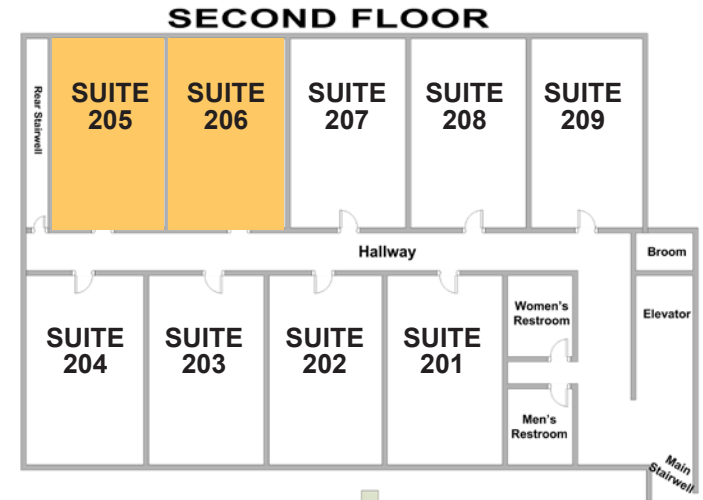 SECOND FLOOR
Rear Stairwell
SUITE
205
SUITE
206
SUITE
207
SUITE
208
SUITE
209
Hallway
Broom
SUITE
204
SUITE
203
SUITE
202
SUITE
201
Women's
Restroom
Elevator
Men's
Restroom
Main
Stairwell